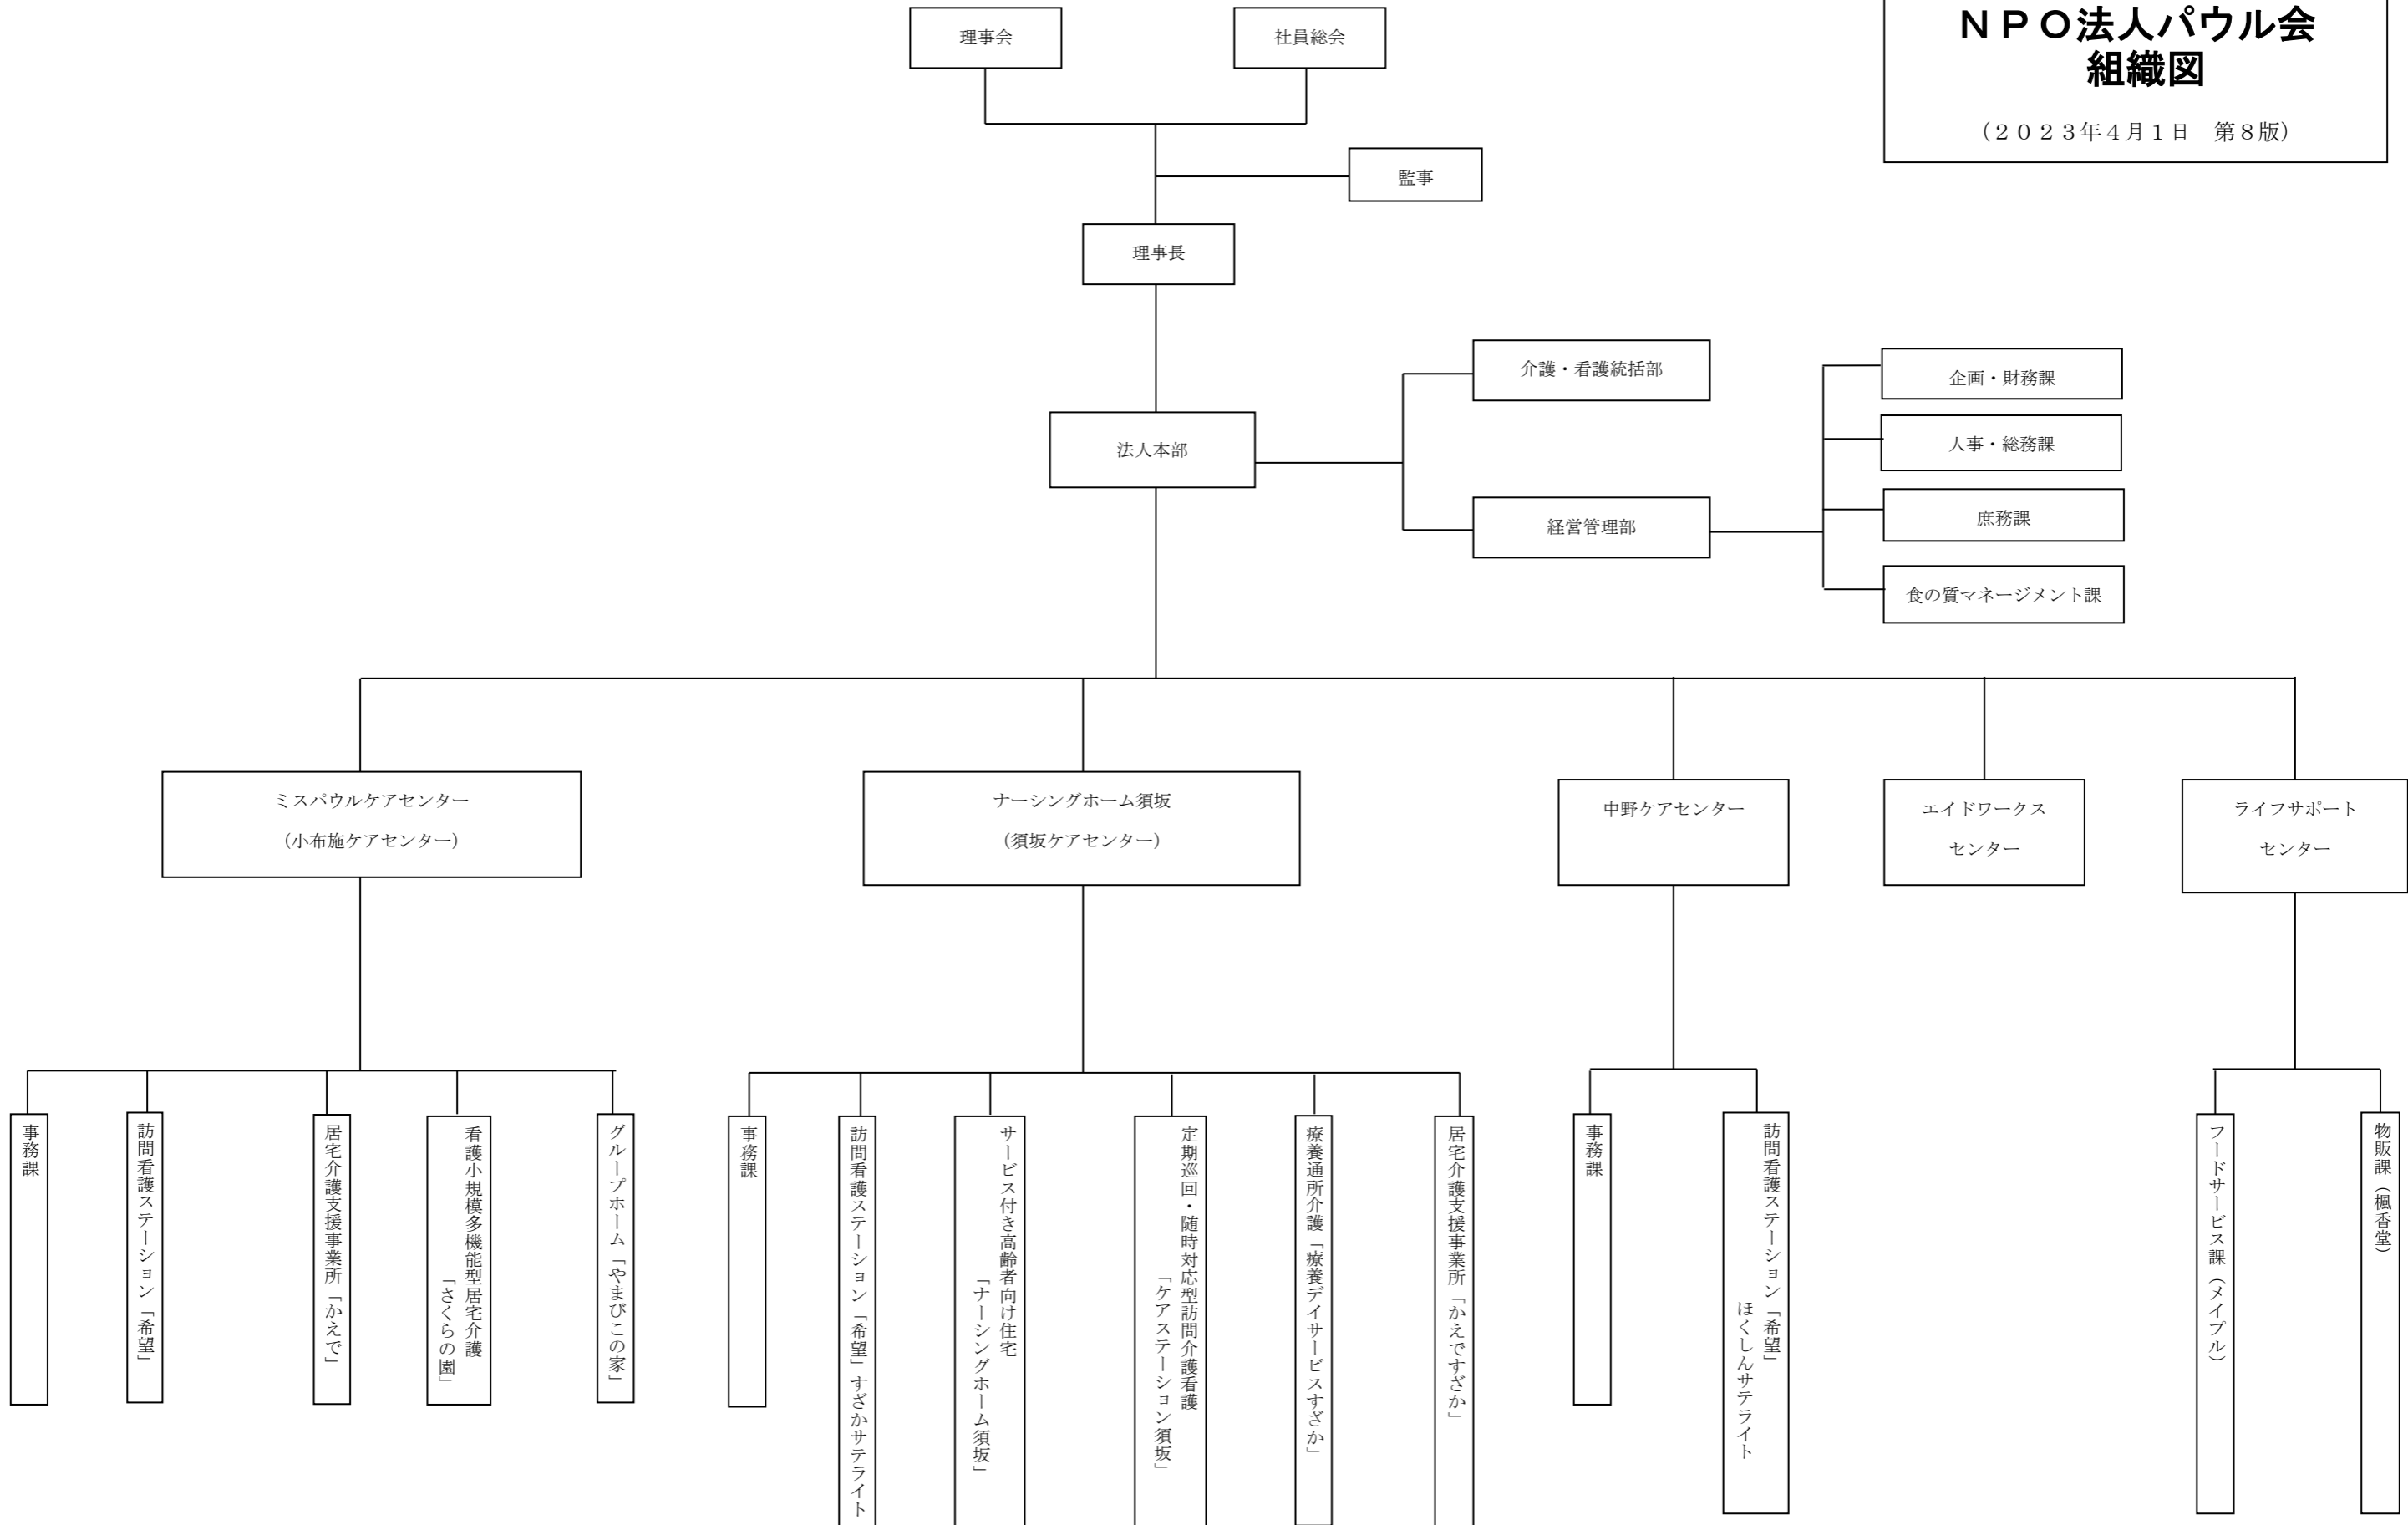 ＮＰＯ法人パウル会
組織図
（２０２３年４月１日　第８版）
理事会
社員総会
監事
理事長
法人本部
介護・看護統括部
経営管理部
企画・財務課
人事・総務課
庶務課
食の質マネージメント課
ミスパウルケアセンター
（小布施ケアセンター）
ナーシングホーム須坂
（須坂ケアセンター）
中野ケアセンター
エイドワークス
センター
ライフサポート
センター
事務課
訪問看護ステーション「希望」
居宅介護支援事業所「かえで」
看護小規模多機能型居宅介護
「さくらの園」
グループホーム「やまびこの家」
事務課
訪問看護ステーション「希望」すざかサテライト
サービス付き高齢者向け住宅
「ナーシングホーム須坂」
定期巡回・随時対応型訪問介護看護
「ケアステーション須坂」
療養通所介護「療養デイサービスすざか」
居宅介護支援事業所「かえですざか」
事務課
訪問看護ステーション「希望」
ほくしんサテライト
フードサービス課（メイプル）
物販課（楓香堂）